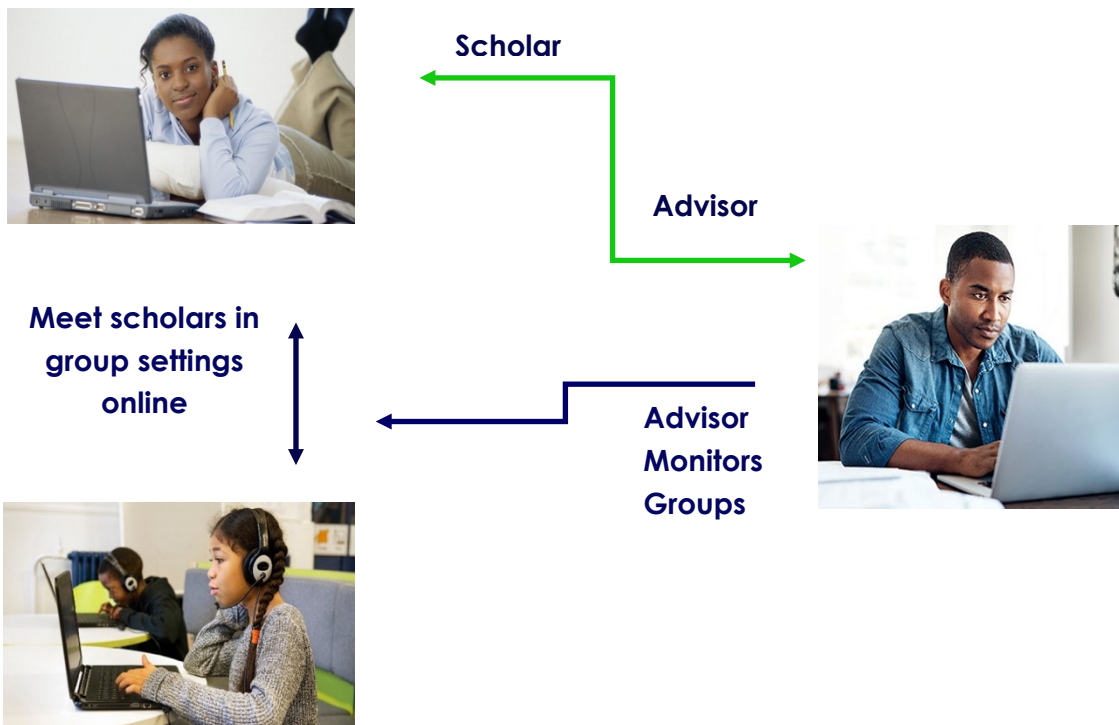 Scholar
Advisor
Meet scholars in
group settings
online
Advisor
Monitors
Groups